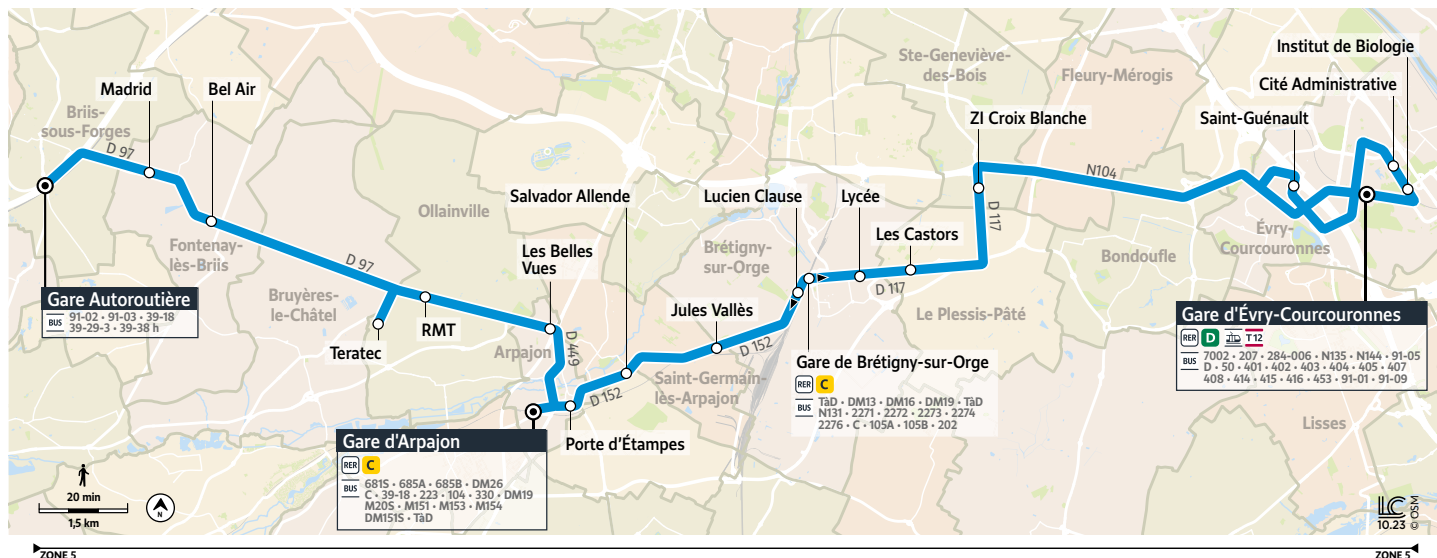 Institut de Biologie
Cité Administrative
Saint-Guénault
Ste-Geneviève-
des-Bois
Fleury-Mérogis
ZI Croix Blanche
Madrid
Bel Air
Briis-
sous-Forges
D 97
N104
Salvador Allende
Lucien Clause
Lycée
Ollainville
Les Castors
D 117
Évry-
Courcouronnes
Fontenay-
lès-Briis
D 97
Les Belles
Vues
Brétigny-
sur-Orge
Bondoufle
D 117
Gare Autoroutière
BUS
91-02 • 91-03 • 39-18
39-29-3 • 39-38 h
Bruyères-
le-Châtel
RMT
Teratec
Jules Vallès
Le Plessis-Pâté
Gare d'Évry-Courcouronnes
RER D T12
BUS
7002 • 207 • 284-006 • N135 • N144 • 91-05
D • 50 • 401 • 402 • 403 • 404 • 405 • 407
408 • 414 • 415 • 416 • 453 • 91-01 • 91-09
Arpajon
D 449
D 152
Gare de Brétigny-sur-Orge
RER C
BUS
TàD • DM13 • DM16 • DM19 • TàD
N131 • 2271 • 2272 • 2273 • 2274
2276 • C • 105A • 105B • 202
Saint-Germain-
lès-Arpajon
D 152
Lisses
Porte d'Étampes
Gare d'Arpajon
RER C
BUS
681S • 685A • 685B • DM26
C • 39-18 • 223 • 104 • 330 • DM19
M20S • M151 • M153 • M154
DM151S • TàD
20 min
1,5 km
N
LC
10.23
© OSM
ZONE 5
ZONE 5